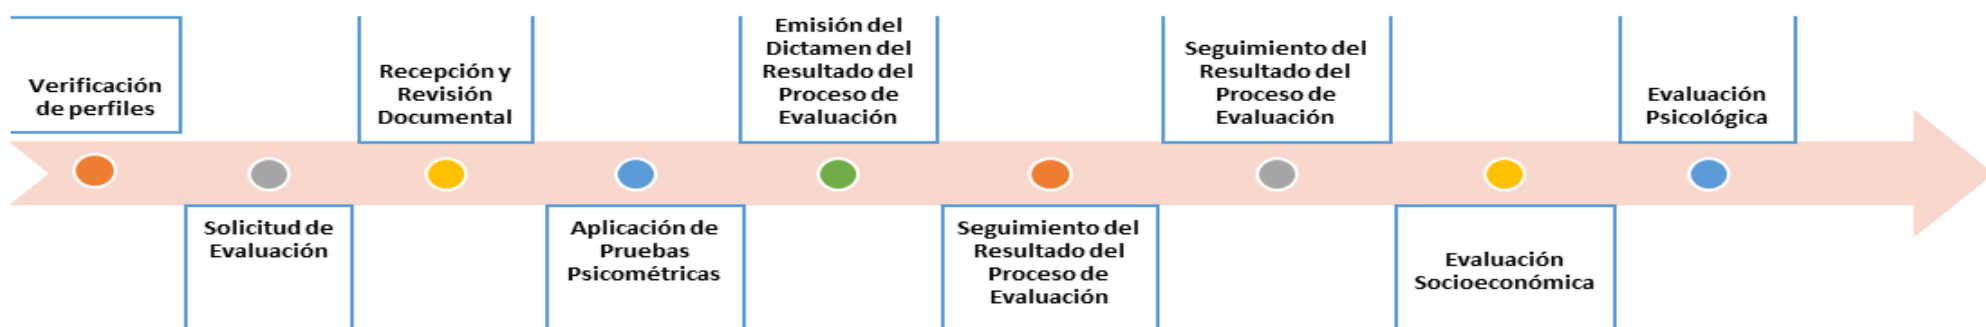 Verificación
de perfiles
Solicitud de
Evaluación
Recepción y
Revisión
Documental
Aplicación de
Pruebas
Psicométricas
Emisión del
Dictamen del
Resultado del
Proceso de
Evaluación
Seguimiento del
Resultado del
Proceso de
Evaluación
Seguimiento del
Resultado del
Proceso de
Evaluación
Evaluación
Socioeconómica
Evaluación
Psicológica